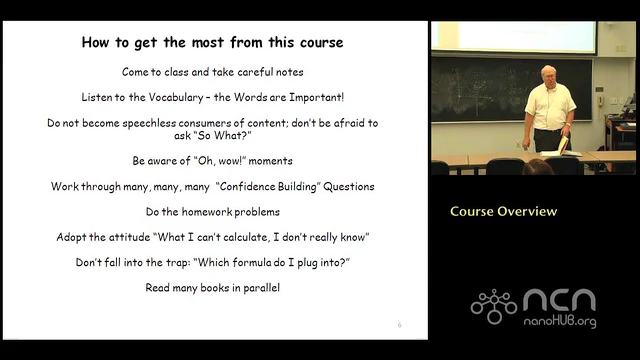 How to get the most from this course
Come to class and take careful notes
Listen to the Vocabulary – the Words are Important!
Do not become speechless consumers of content; don't be afraid to
ask "So What?"
Be aware of "Oh, wow!" moments
Work through many, many, many "Confidence Building" Questions
Do the homework problems
Adopt the attitude "What I can't calculate, I don't really know"
Don't fall into the trap: "Which formula do I plug into?"
Read many books in parallel
6
Course Overview
ncn
nanoHUB.org